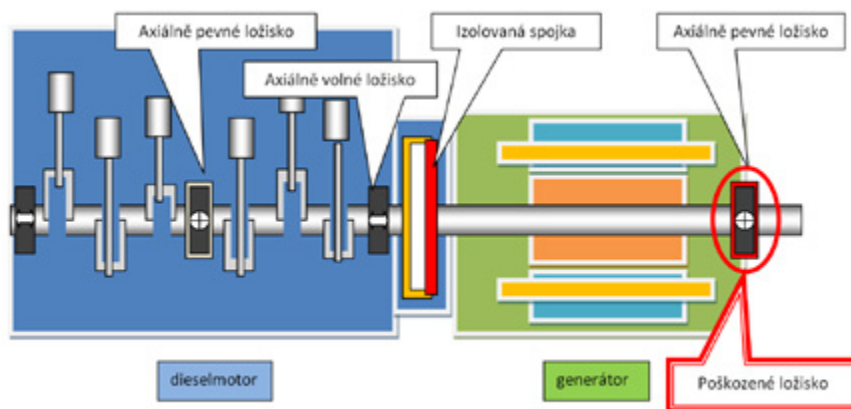 Axiálně pevné ložisko
Izolovaná spojka
Axiálně pevné ložisko
Axiálně volné ložisko
dieselmotor
generátor
Poškozené ložisko